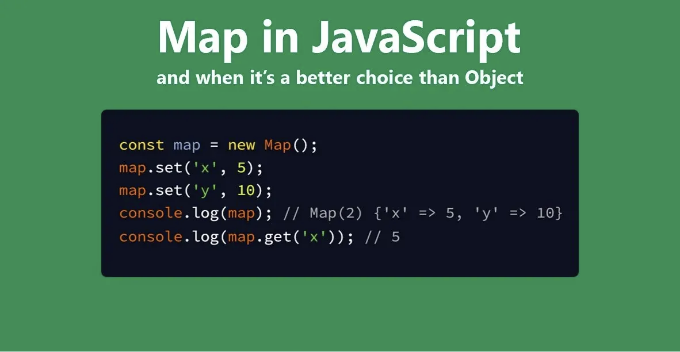 Map in JavaScript
and when it’s a better choice than Object
const map = new Map();
map.set('x', 5);
map.set('y', 10);
console.log(map); // Map(2) {'x' => 5, 'y' => 10}
console.log(map.get('x')); // 5